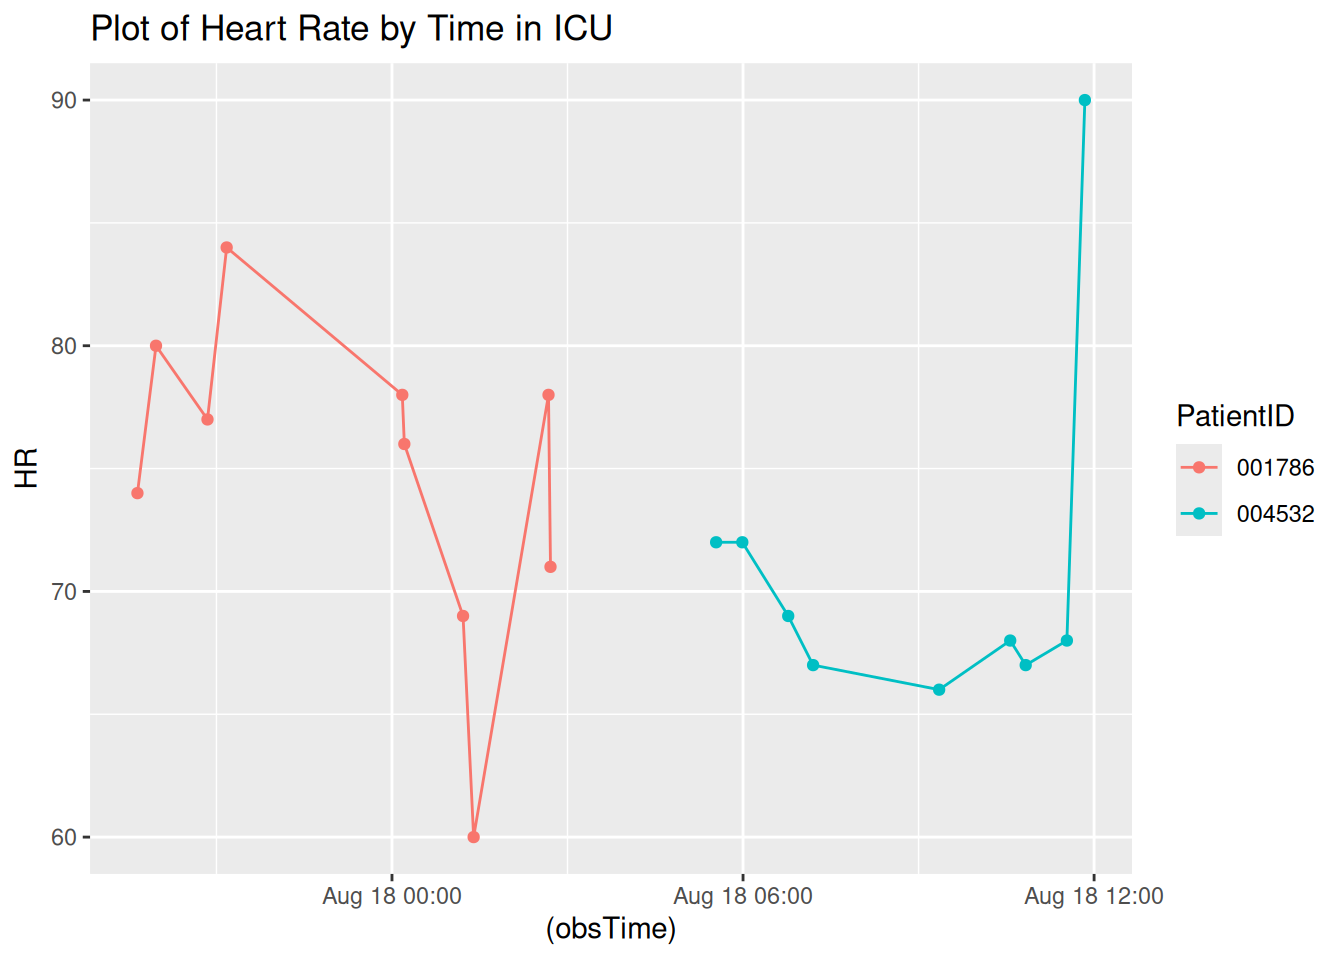 Plot of Heart Rate by Time in ICU
90
80
70
60
HR
Aug 18 00:00
Aug 18 06:00
Aug 18 12:00
(obsTime)
PatientID
001786
004532